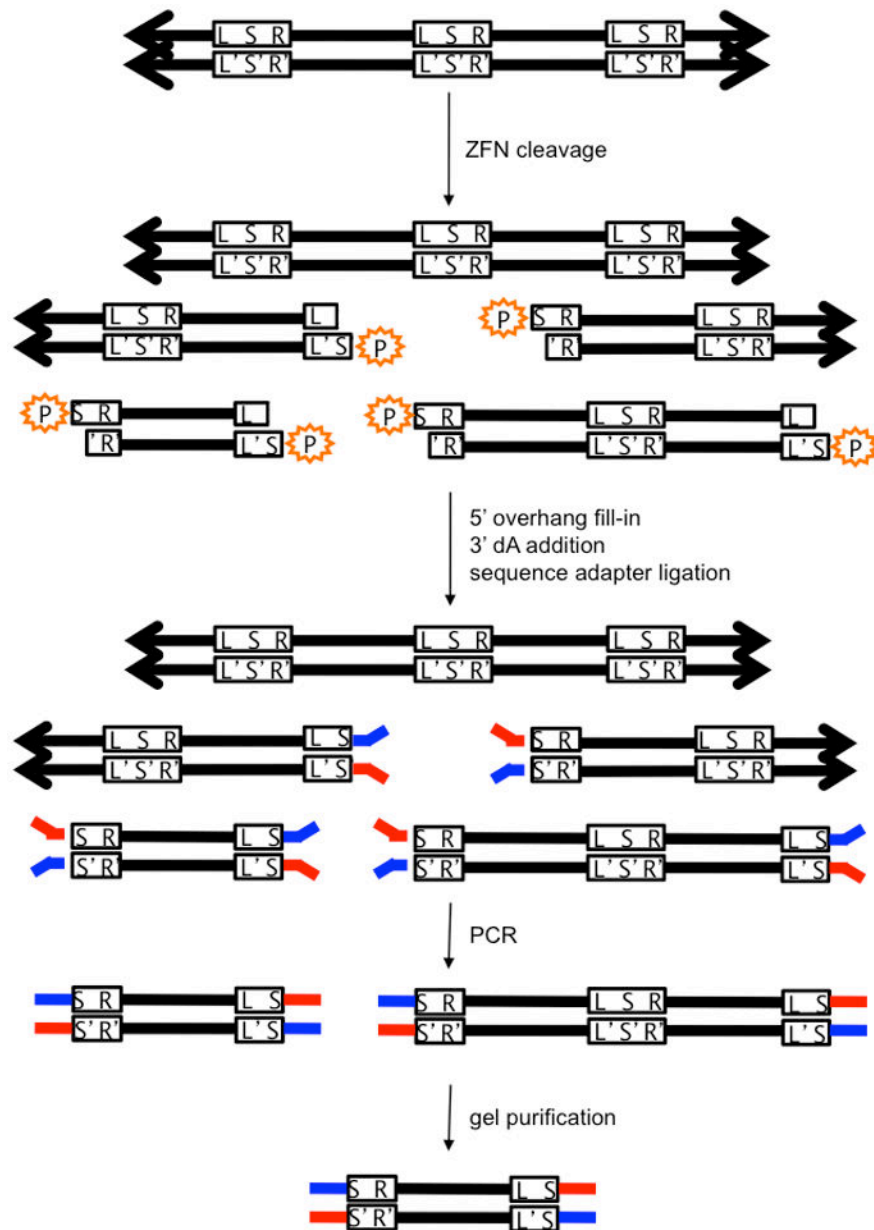 L S R L S R L S R
L'S'R' L'S'R' L'S'R'
ZFN cleavage
L S R L S R L S R
L'S'R' L'S'R' L'S'R'
L S R L P S R L S R
L'S'R' L'S P 'R L'S'R'
P S R L P S R L S R L
'R' L'S P 'R L'S'R' L'S P
5' overhang fill-in
3' dA addition
sequence adapter ligation
L S R L S R L S R
L'S'R' L'S'R' L'S'R'
L S R L S S R L S R
L'S'R' L'S S'R' L'S'R'
S R L S S R L S R L S
S'R' L'S S'R' L'S'R' L'S
PCR
S R L S S R L S R L S
S'R' L'S S'R' L'S'R' L'S
gel purification
S R L S
S'R' L'S